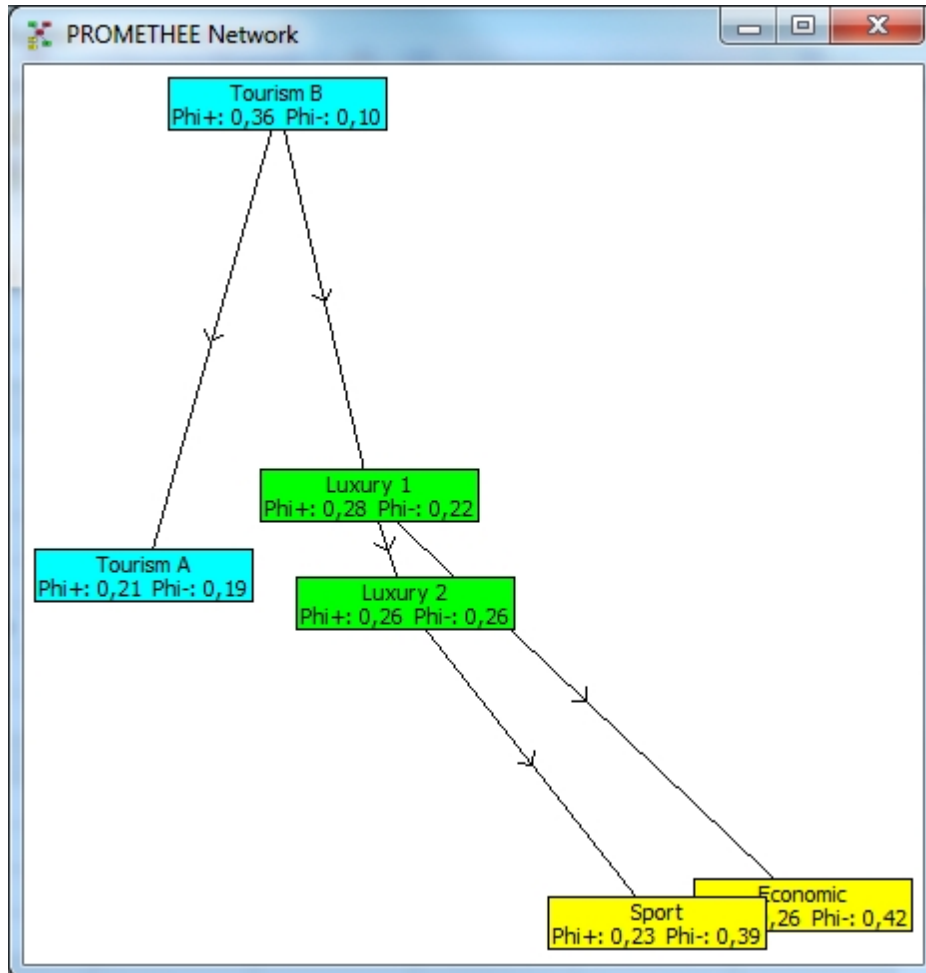 PROMETHEE Network
Tourism B
Phi+: 0,36 Phi-: 0,10
Luxury 1
Phi+: 0,28 Phi-: 0,22
Tourism A
Phi+: 0,21 Phi-: 0,19
Luxury 2
Phi+: 0,26 Phi-: 0,26
Economic
,26 Phi-: 0,42
Sport
Phi+: 0,23 Phi-: 0,39